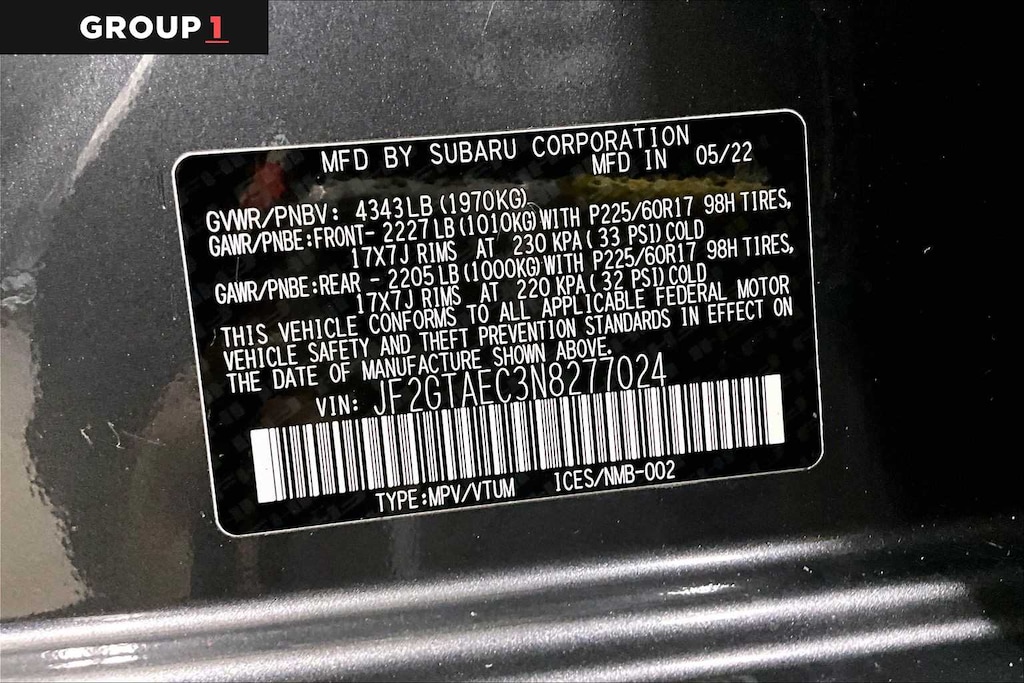 GROUP 1
MFD BY SUBARU CORPORATION
MFD IN 05/22
GVWR/PNBV: 4343LB(1970KG)
GAWR/PNBE:FRONT- 2227LB(1010KG)WITH P225/60R17 98H TIRES,
17X7J RIMS AT 230 KPA(33 PSI)COLD
GAWR/PNBE:REAR - 2205LB(1000KG)WITH P225/60R17 98H TIRES,
17X7J RIMS AT 220 KPA(32 PSI)COLD
THIS VEHICLE CONFORMS TO ALL APPLICABLE FEDERAL MOTOR
VEHICLE SAFETY AND THEFT PREVENTION STANDARDS IN EFFECT ON
THE DATE OF MANUFACTURE SHOWN ABOVE.
VIN: JF2GTAEC3N8277024
TYPE:MPV/VTUM ICES/NMB-002